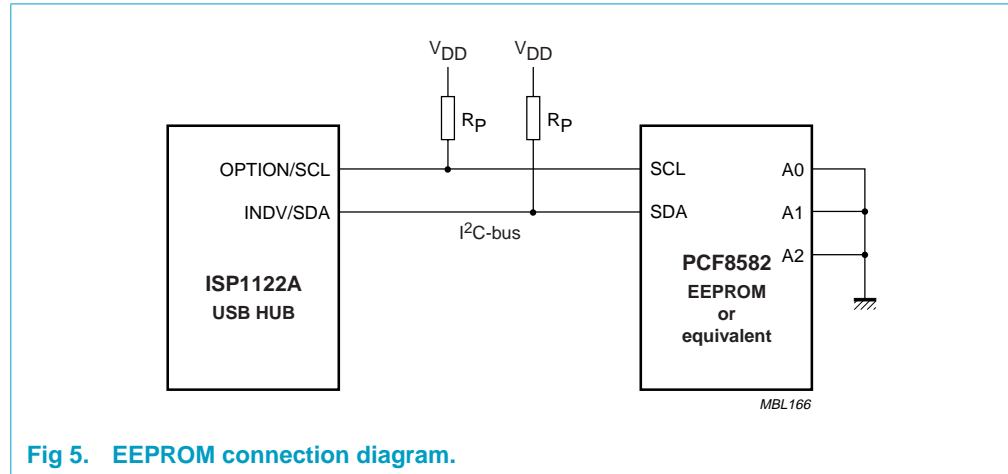 VDD VDD
RP RP
OPTION/SCL
INDV/SDA
I2C-bus
ISP1122A
USB HUB
SCL
SDA
A0
A1
A2
PCF8582
EEPROM
or
equivalent
MBL166
Fig 5. EEPROM connection diagram.